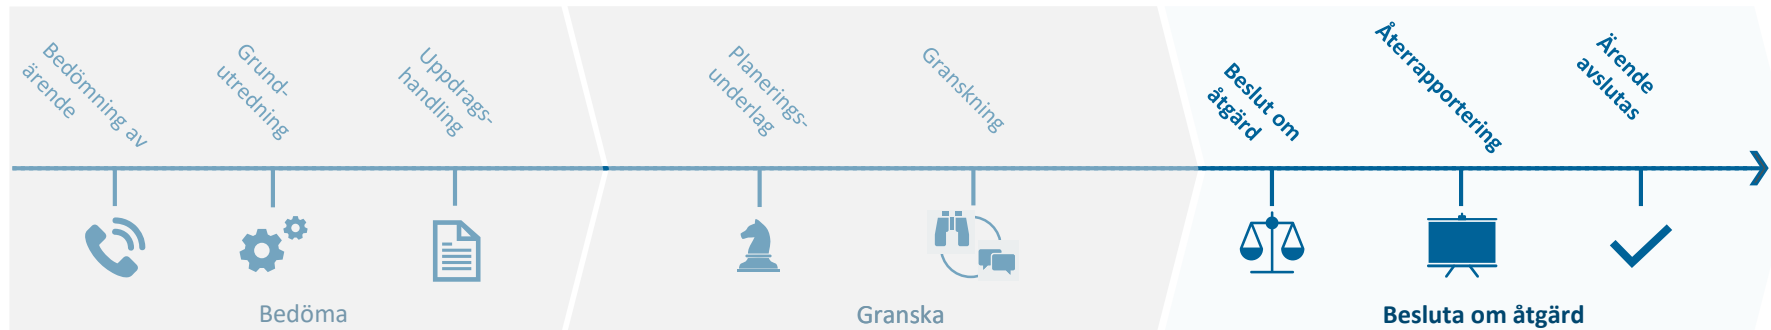 Bedömning av
ärende
Grund-
utredning
Uppdrags-
handling
Planerings-
underlag
Granskning
Beslut om
åtgärd
Återrapportering
Ärende
avslutas
Bedöma
Granska
Besluta om åtgärd